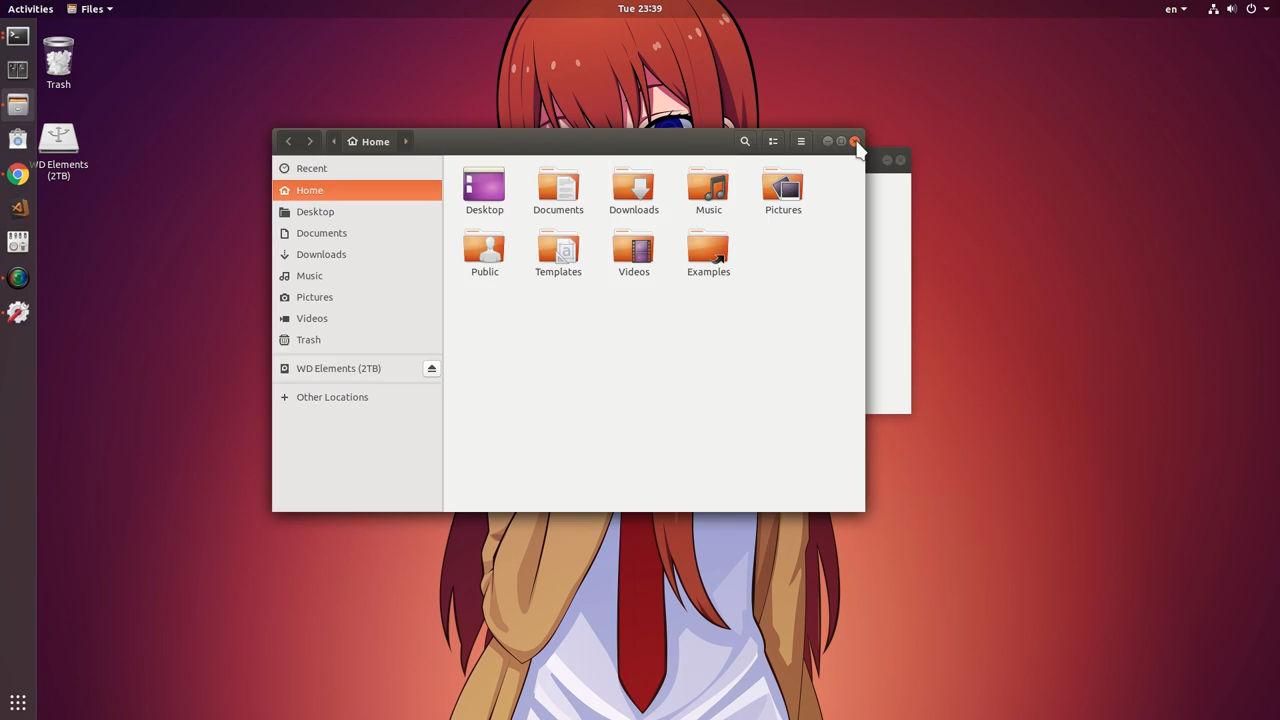 Activities
Files
Tue 23:39
en
Trash
WD Elements
(2TB)
Home
Recent
Home
Desktop
Documents
Downloads
Music
Pictures
Videos
Trash
WD Elements (2TB)
Other Locations
Desktop
Documents
Downloads
Music
Pictures
Public
Templates
Videos
Examples